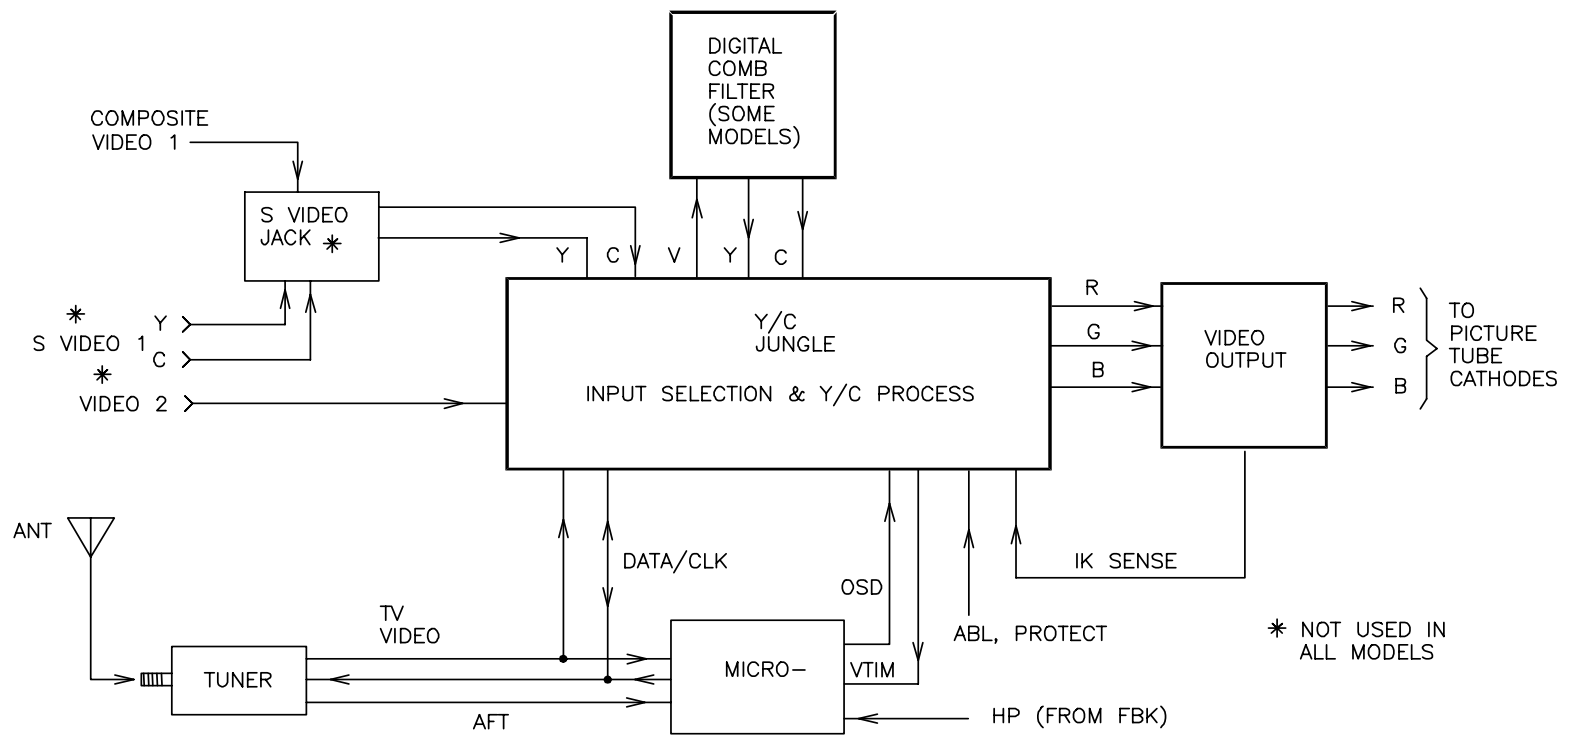 DIGITAL
COMB
FILTER
(SOME
MODELS)
COMPOSITE
VIDEO 1
S VIDEO
JACK *
Y C V Y C
* Y
S VIDEO 1
C
*
VIDEO 2
Y/C
JUNGLE
INPUT SELECTION & Y/C PROCESS
R
G
B
VIDEO
OUTPUT
R
G
B
TO
PICTURE
TUBE
CATHODES
ANT
DATA/CLK
OSD
IK SENSE
TV
VIDEO
ABL, PROTECT
* NOT USED IN
ALL MODELS
TUNER
MICRO-
VTIM
AFT
HP (FROM FBK)